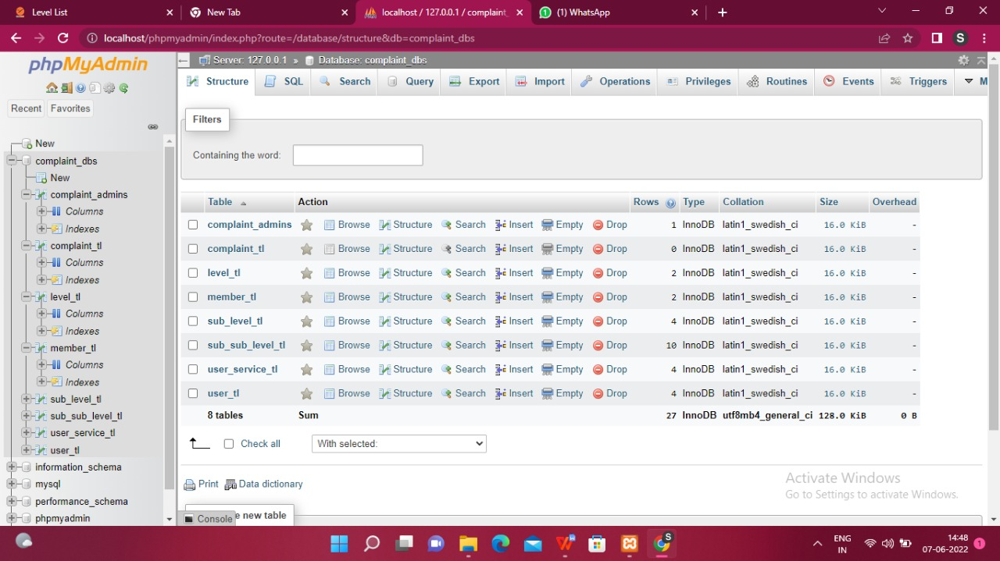 Level List
New Tab
localhost / 127.0.0.1 / complaint_
(1) WhatsApp
localhost/phpmyadmin/index.php?route=/database/structure&db=complaint_dbs
S
phpMyAdmin
Recent Favorites
New
complaint_dbs
New
complaint_admins
Columns
Indexes
complaint_tl
Columns
Indexes
level_tl
Columns
Indexes
member_tl
Columns
Indexes
sub_level_tl
sub_sub_level_tl
user_service_tl
user_tl
information_schema
mysql
performance_schema
phpmyadmin
Server: 127.0.0.1 » Database: complaint_dbs
Structure SQL Search Query Export Import Operations Privileges Routines Events Triggers M
Filters
Containing the word:
Table Action Rows Type Collation Size Overhead
complaint_admins Browse Structure Search Insert Empty Drop 1 InnoDB latin1_swedish_ci 16.0 KiB -
complaint_tl Browse Structure Search Insert Empty Drop 0 InnoDB latin1_swedish_ci 16.0 KiB -
level_tl Browse Structure Search Insert Empty Drop 2 InnoDB latin1_swedish_ci 16.0 KiB -
member_tl Browse Structure Search Insert Empty Drop 2 InnoDB latin1_swedish_ci 16.0 KiB -
sub_level_tl Browse Structure Search Insert Empty Drop 4 InnoDB latin1_swedish_ci 16.0 KiB -
sub_sub_level_tl Browse Structure Search Insert Empty Drop 10 InnoDB latin1_swedish_ci 16.0 KiB -
user_service_tl Browse Structure Search Insert Empty Drop 4 InnoDB latin1_swedish_ci 16.0 KiB -
user_tl Browse Structure Search Insert Empty Drop 4 InnoDB latin1_swedish_ci 16.0 KiB -
8 tables Sum 27 InnoDB utf8mb4_general_ci 128.0 KiB 0 B
Check all With selected:
Print Data dictionary
Console e new table
Activate Windows
Go to Settings to activate Windows.
S
ENG
IN
14:48
07-06-2022
1